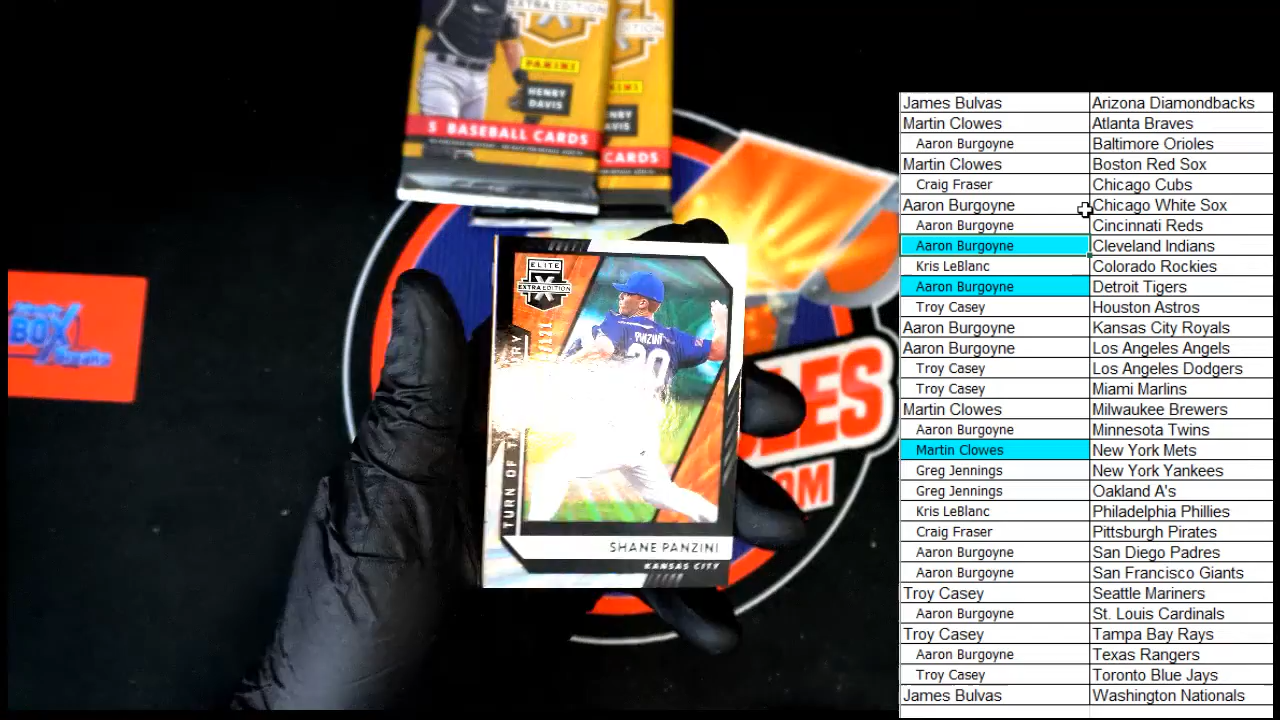 EXTRA EDITION
PANINI
HENRY
DAVIS
5 BASEBALL CARDS
CARDS
BOX
ELITE
EXTRA EDITION
X
PANZINI
20
TURN OF
SHANE PANZINI
KANSAS CITY
James Bulvas Arizona Diamondbacks
Martin Clowes Atlanta Braves
Aaron Burgoyne Baltimore Orioles
Martin Clowes Boston Red Sox
Craig Fraser Chicago Cubs
Aaron Burgoyne Chicago White Sox
Aaron Burgoyne Cincinnati Reds
Aaron Burgoyne Cleveland Indians
Kris LeBlanc Colorado Rockies
Aaron Burgoyne Detroit Tigers
Troy Casey Houston Astros
Aaron Burgoyne Kansas City Royals
Aaron Burgoyne Los Angeles Angels
Troy Casey Los Angeles Dodgers
Troy Casey Miami Marlins
Martin Clowes Milwaukee Brewers
Aaron Burgoyne Minnesota Twins
Martin Clowes New York Mets
Greg Jennings New York Yankees
Greg Jennings Oakland A's
Kris LeBlanc Philadelphia Phillies
Craig Fraser Pittsburgh Pirates
Aaron Burgoyne San Diego Padres
Aaron Burgoyne San Francisco Giants
Troy Casey Seattle Mariners
Aaron Burgoyne St. Louis Cardinals
Troy Casey Tampa Bay Rays
Aaron Burgoyne Texas Rangers
Troy Casey Toronto Blue Jays
James Bulvas Washington Nationals